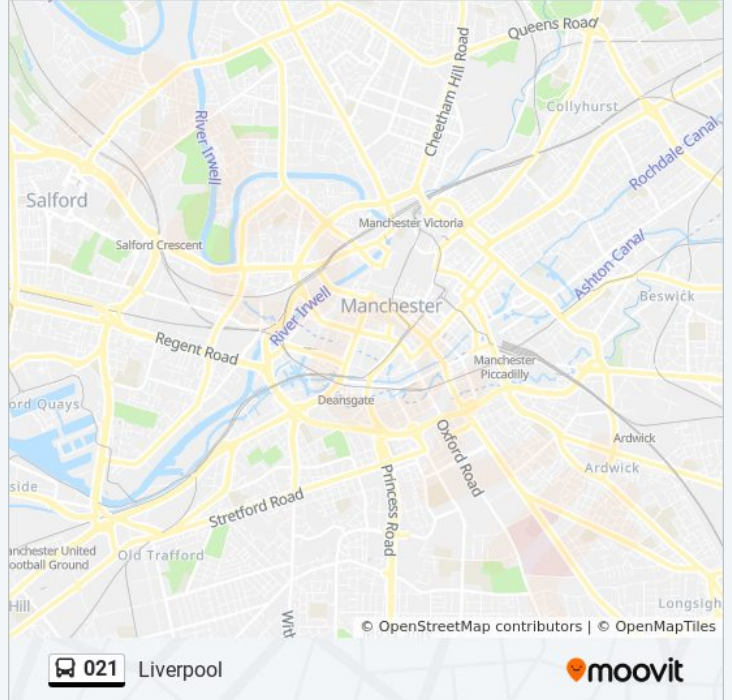 Queens Road
Cheetham Hill Road
Collyhurst
River Irwell
Rochdale Canal
Salford
Manchester Victoria
Salford Crescent
Ashton Canal
Beswick
River Irwell
Manchester
Regent Road
Manchester
Piccadilly
ord Quays
Deansgate
Oxford Road
Ardwick
Ardwick
side
Princess Road
Stretford Road
anchester United
ootball Ground
Old Trafford
Hill
Longsigh
Witl
© OpenStreetMap contributors | © OpenMapTiles
021 Liverpool
moovit